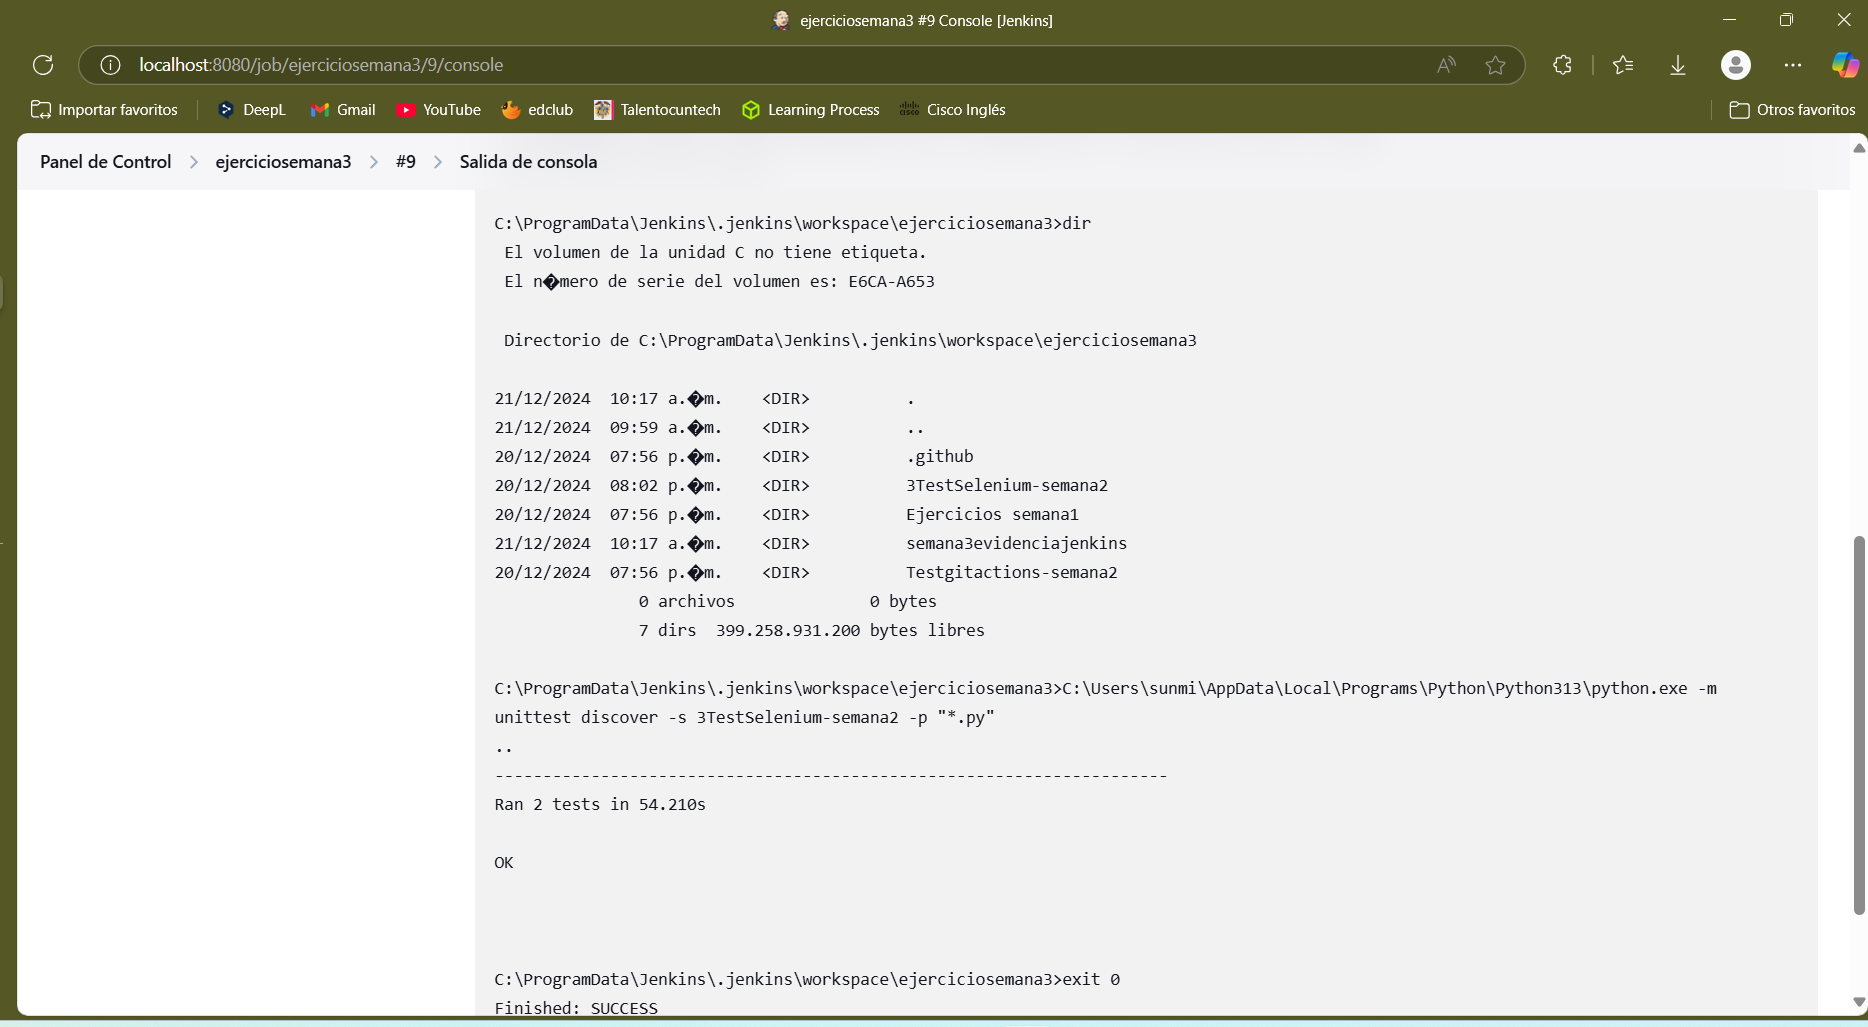 ejerciciosemana3 #9 Console [Jenkins]
localhost:8080/job/ejerciciosemana3/9/console
Importar favoritos DeepL Gmail YouTube edclub Talentocuntech Learning Process Cisco Inglés Otros favoritos
Panel de Control > ejerciciosemana3 > #9 > Salida de consola
C:\ProgramData\Jenkins\.jenkins\workspace\ejerciciosemana3>dir
El volumen de la unidad C no tiene etiqueta.
El n�mero de serie del volumen es: E6CA-A653
Directorio de C:\ProgramData\Jenkins\.jenkins\workspace\ejerciciosemana3
21/12/2024  10:17 a.�m.    <DIR>          .
21/12/2024  09:59 a.�m.    <DIR>          ..
20/12/2024  07:56 p.�m.    <DIR>          .github
20/12/2024  08:02 p.�m.    <DIR>          3TestSelenium-semana2
20/12/2024  07:56 p.�m.    <DIR>          Ejercicios semana1
21/12/2024  10:17 a.�m.    <DIR>          semana3evidenciajenkins
20/12/2024  07:56 p.�m.    <DIR>          Testgitactions-semana2
0 archivos              0 bytes
7 dirs  399.258.931.200 bytes libres
C:\ProgramData\Jenkins\.jenkins\workspace\ejerciciosemana3>C:\Users\sunmi\AppData\Local\Programs\Python\Python313\python.exe -m
unittest discover -s 3TestSelenium-semana2 -p "*.py"
..
----------------------------------------------------------------------
Ran 2 tests in 54.210s
OK
C:\ProgramData\Jenkins\.jenkins\workspace\ejerciciosemana3>exit 0
Finished: SUCCESS